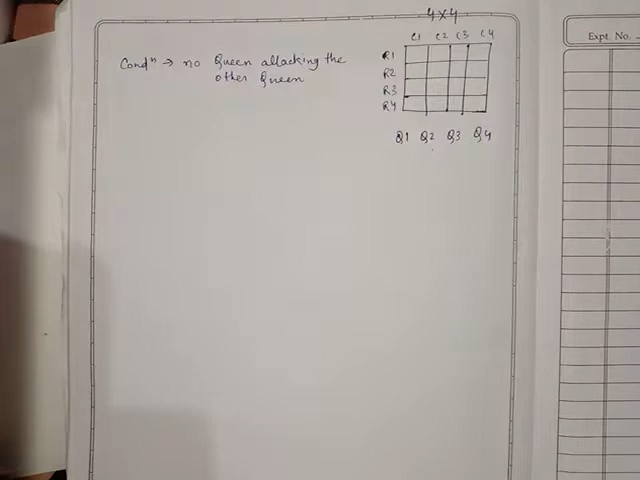 4x4
C1 C2 C3 C4
Condⁿ → no Queen attacking the
other Queen
R1
R2
R3
R4
Q1 Q2 Q3 Q4
Expt. No.